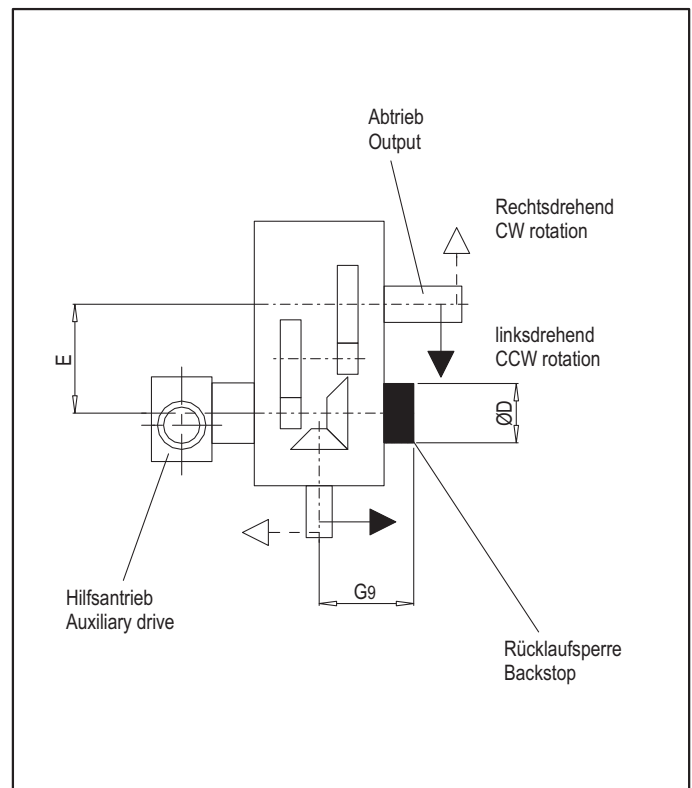 Abtrieb
Output
Rechtsdrehend
CW rotation
linksdrehend
CCW rotation
E
ØD
G9
Hilfsantrieb
Auxiliary drive
Rücklaufsperre
Backstop